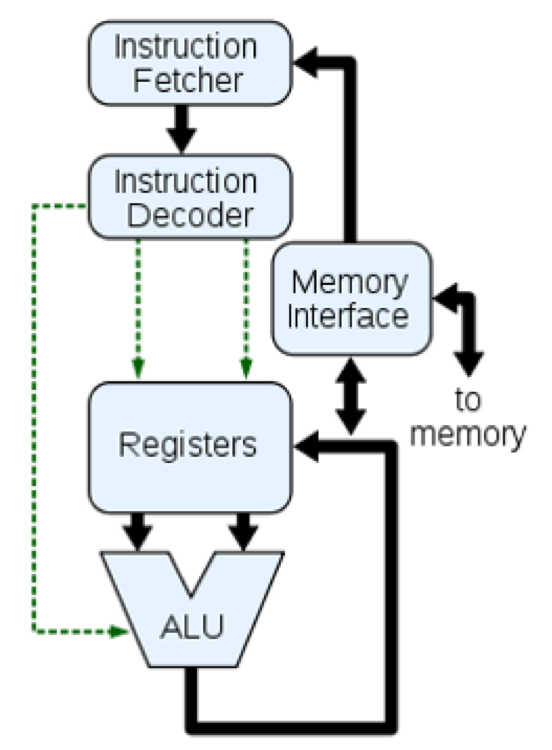 Instruction
Fetcher
Instruction
Decoder
Memory
Interface
to
memory
Registers
ALU